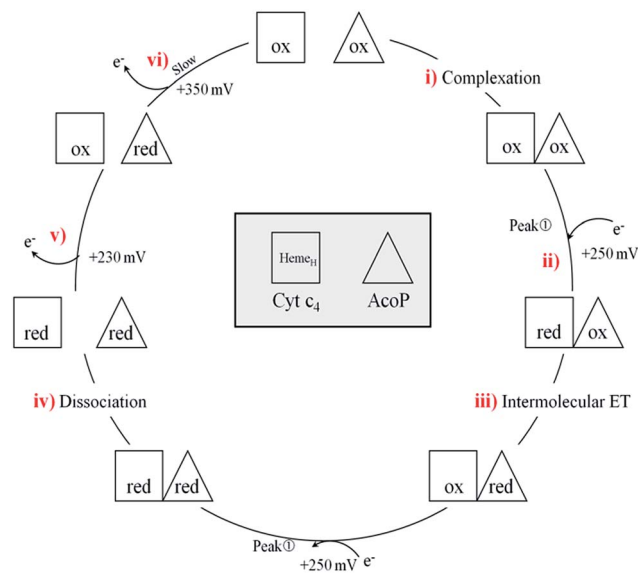 ox
ox
i) Complexation
ox
ox
Peak①
e-
ii)
+250 mV
red
ox
iii) Intermolecular ET
ox
red
Peak①
+250 mV
e-
red
red
iv) Dissociation
red
red
v)
e-
+230 mV
ox
red
vi)
e-
Slow
+350 mV
HemeH
Cyt c4
AcoP